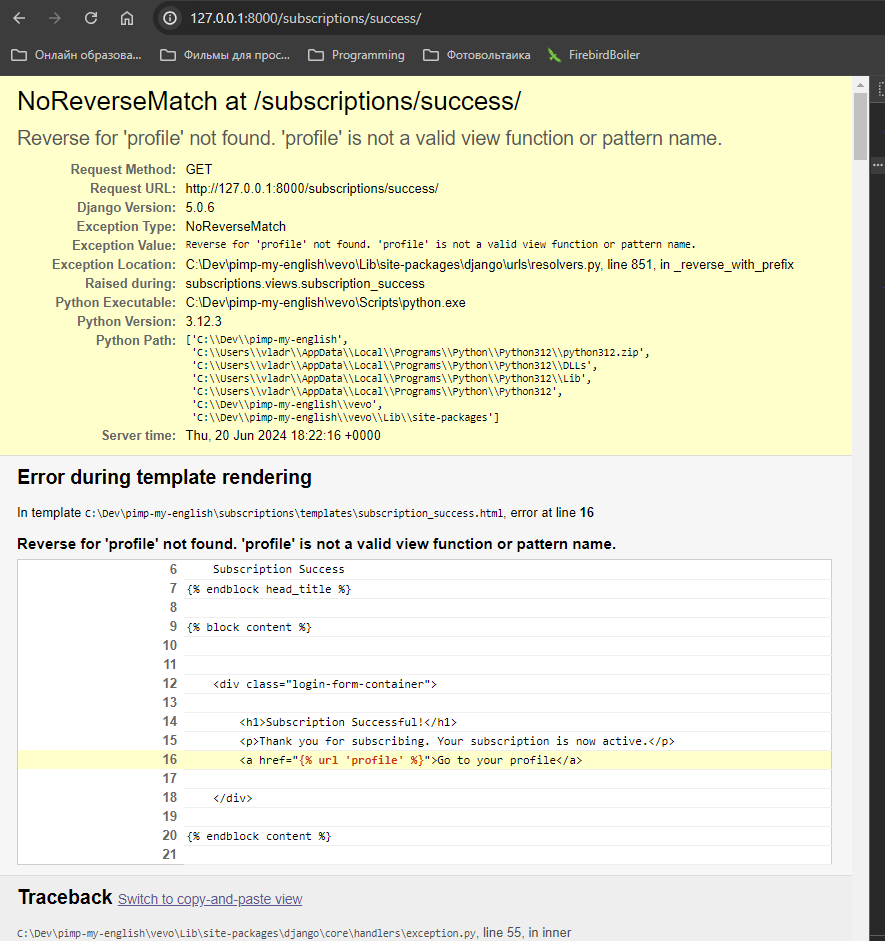 127.0.0.1:8000/subscriptions/success/
Онлайн образова... Фильмы для прос... Programming Фотовольтаика FirebirdBoiler
NoReverseMatch at /subscriptions/success/
Reverse for 'profile' not found. 'profile' is not a valid view function or pattern name.
Request Method: GET
Request URL: http://127.0.0.1:8000/subscriptions/success/
Django Version: 5.0.6
Exception Type: NoReverseMatch
Exception Value: Reverse for 'profile' not found. 'profile' is not a valid view function or pattern name.
Exception Location: C:\Dev\pimp-my-english\vevo\Lib\site-packages\django\urls\resolvers.py, line 851, in _reverse_with_prefix
Raised during: subscriptions.views.subscription_success
Python Executable: C:\Dev\pimp-my-english\vevo\Scripts\python.exe
Python Version: 3.12.3
Python Path: ['C:\\Dev\\pimp-my-english',
'C:\\Users\\vladr\\AppData\\Local\\Programs\\Python\\Python312\\python312.zip',
'C:\\Users\\vladr\\AppData\\Local\\Programs\\Python\\Python312\\DLLs',
'C:\\Users\\vladr\\AppData\\Local\\Programs\\Python\\Python312\\Lib',
'C:\\Users\\vladr\\AppData\\Local\\Programs\\Python\\Python312',
'C:\\Dev\\pimp-my-english\\vevo',
'C:\\Dev\\pimp-my-english\\vevo\\Lib\\site-packages']
Server time: Thu, 20 Jun 2024 18:22:16 +0000
Error during template rendering
In template C:\Dev\pimp-my-english\subscriptions\templates\subscription_success.html, error at line 16
Reverse for 'profile' not found. 'profile' is not a valid view function or pattern name.
6 Subscription Success
7 {% endblock head_title %}
8
9 {% block content %}
10
11
12 <div class="login-form-container">
13
14 <h1>Subscription Successful!</h1>
15 <p>Thank you for subscribing. Your subscription is now active.</p>
16 <a href="{% url 'profile' %}">Go to your profile</a>
17
18 </div>
19
20 {% endblock content %}
21
Traceback Switch to copy-and-paste view
C:\Dev\pimp-my-english\vevo\Lib\site-packages\django\core\handlers\exception.py, line 55, in inner